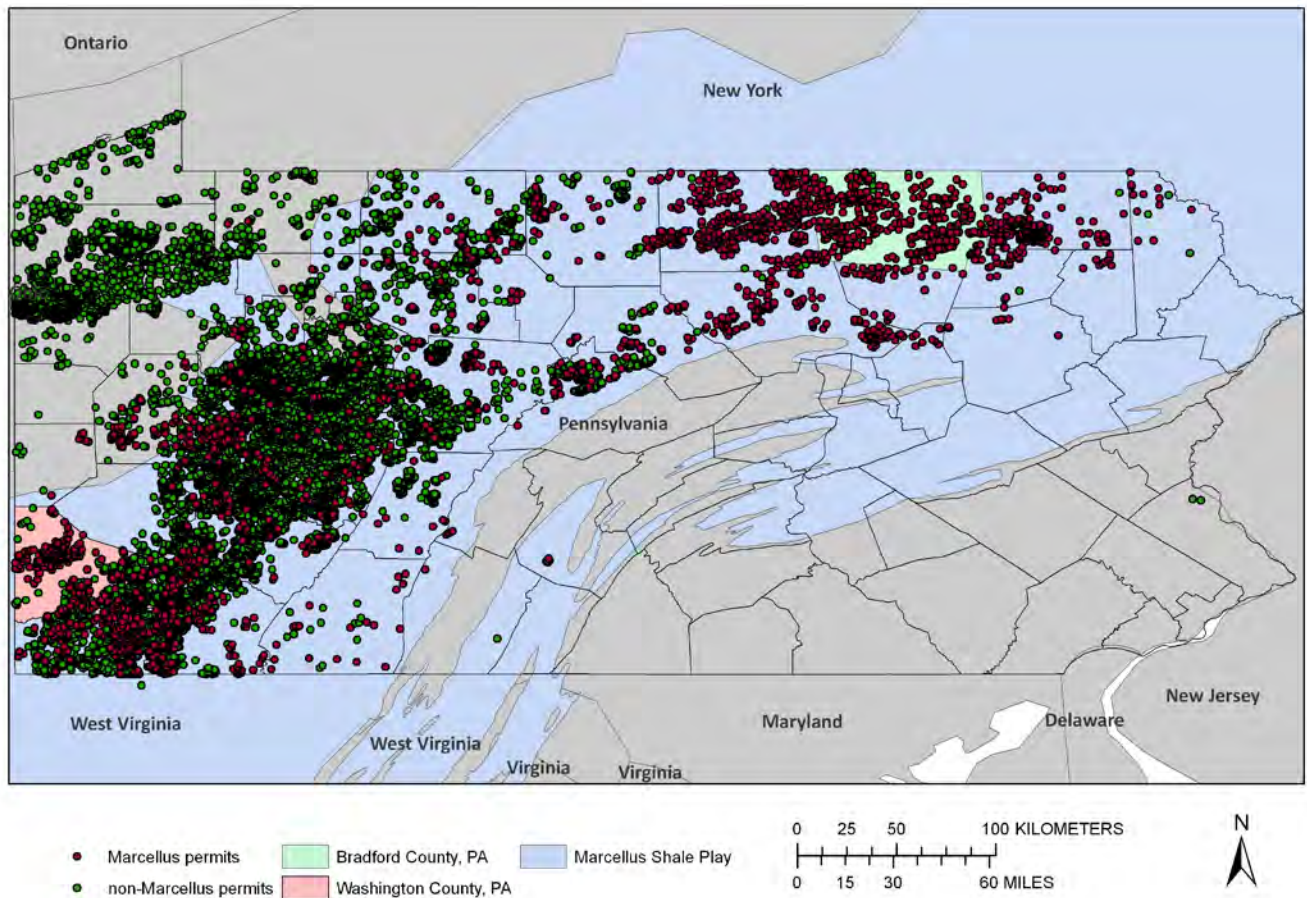 Ontario
New York
Pennsylvania
West Virginia
West Virginia
Virginia
Virginia
Maryland
Delaware
New Jersey
Marcellus permits
non-Marcellus permits
Bradford County, PA
Washington County, PA
Marcellus Shale Play
0 25 50 100 KILOMETERS
0 15 30 60 MILES
N